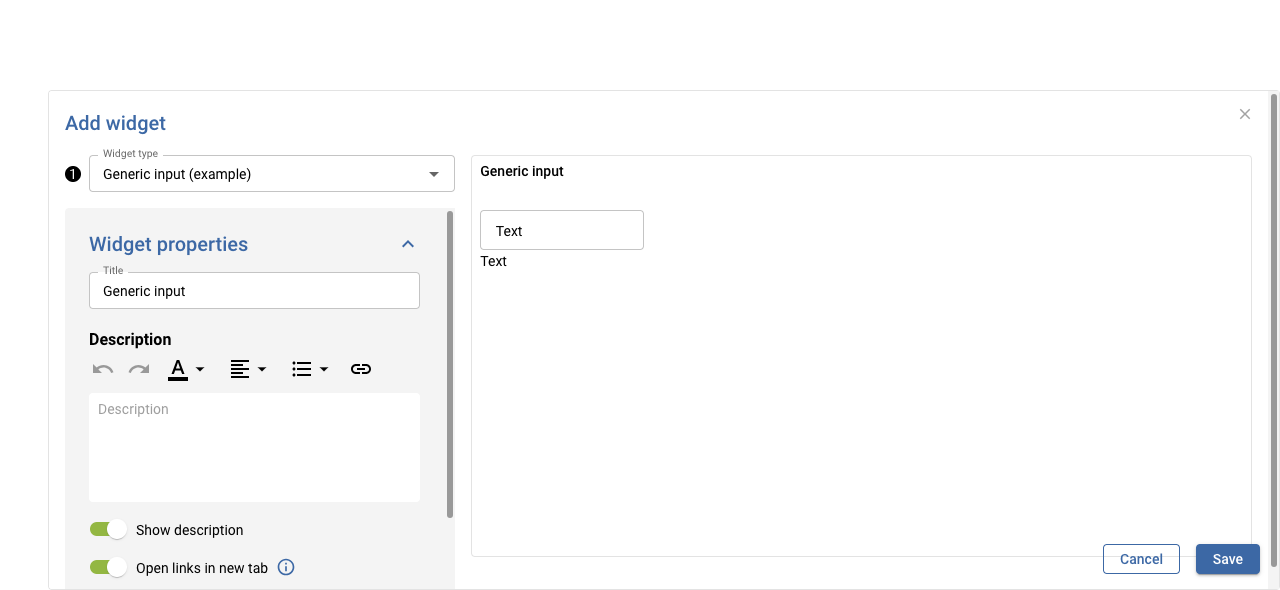 Add widget
Widget type
1
Generic input (example)
Widget properties
Title
Generic input
Description
A
Description
Show description
Open links in new tab
Generic input
Text
Text
Cancel
Save